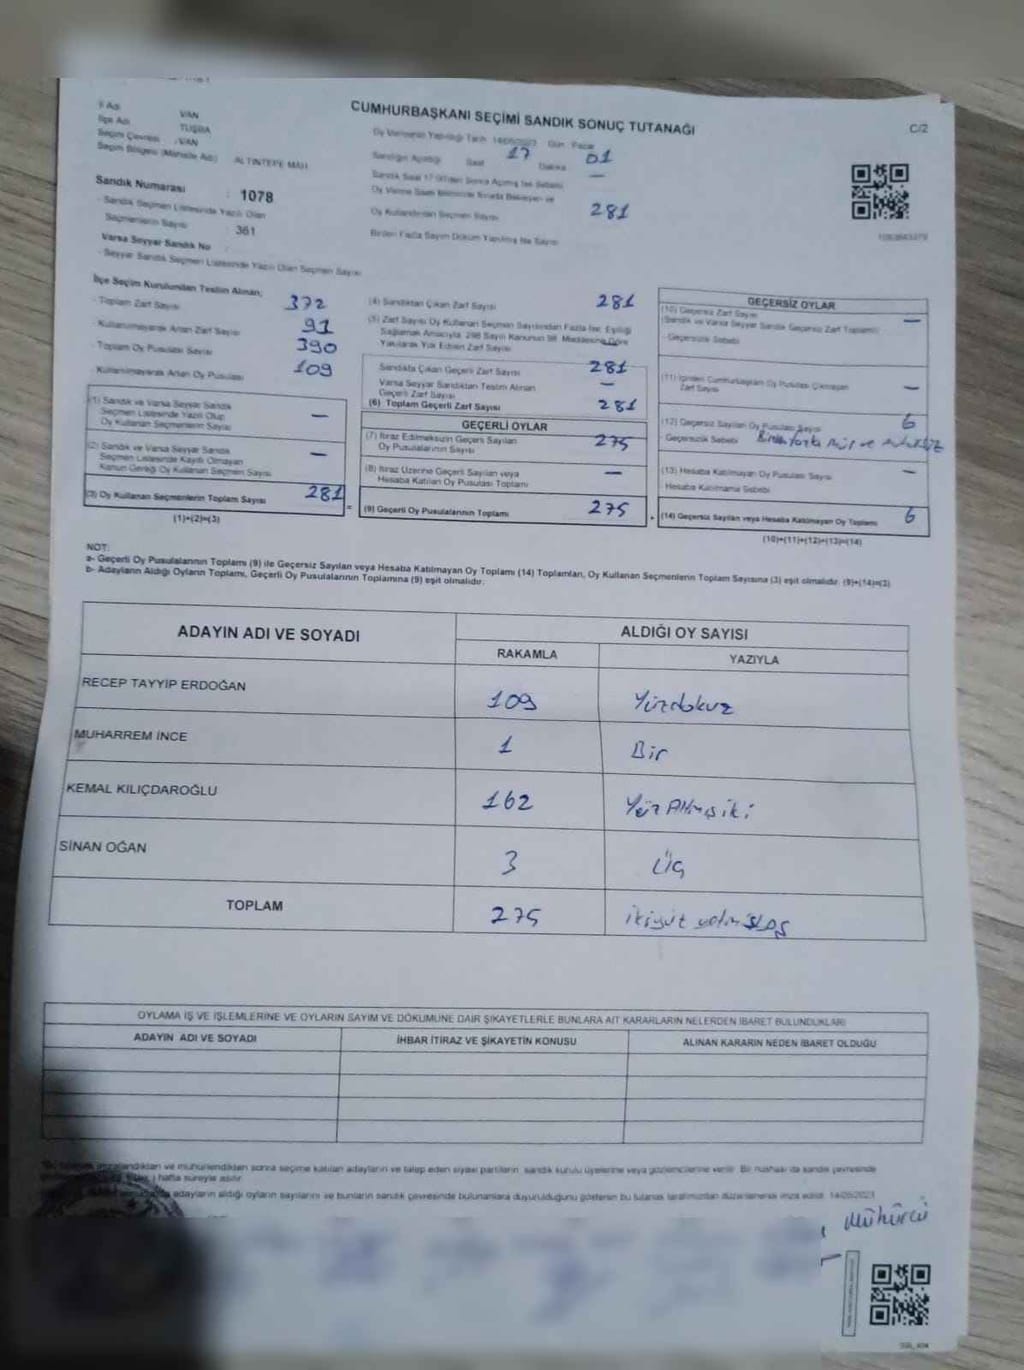 CUMHURBAŞKANI SEÇİMİ SANDIK SONUÇ TUTANAĞI
C/2
İl Adı VAN
İlçe Adı TUŞBA
Seçim Çevresi : VAN
Seçim Bölgesi (Mahalle Adı) ALTINTEPE MAH.
Oy Vermenin Yapıldığı Tarih 14/05/2023 Gün Pazar
Sandığın Açıldığı Saat 17 Dakika 01
Sandık Saat 17:00'den Sonra Açılmış İse Sebebi —
Sandık Numarası : 1078
- Sandık Seçmen Listesinde Yazılı Olan
Seçmenlerin Sayısı : 361
Varsa Seyyar Sandık No
- Seyyar Sandık Seçmen Listesinde Yazılı Olan Seçmen Sayısı
Oy Kullandırılan Seçmen Sayısı 281
Birden Fazla Sayım Döküm Yapılmış İse Sayısı
İlçe Seçim Kurulundan Teslim Alınan;
- Toplam Zarf Sayısı 372
- Kullanılmayarak Artan Zarf Sayısı 91
- Toplam Oy Pusulası Sayısı 390
- Kullanılmayarak Artan Oy Pusulası 109
(1) Sandık ve Varsa Seyyar Sandık
Seçmen Listesinde Yazılı Olup
Oy Kullanan Seçmenlerin Sayısı —
(2) Sandık ve Varsa Seyyar Sandık
Seçmen Listesinde Kayıtlı Olmayan
Kanun Gereği Oy Kullanan Seçmen Sayısı —
(3) Oy Kullanan Seçmenlerin Toplam Sayısı 281
(1)+(2)=(3)
(4) Sandıktan Çıkan Zarf Sayısı 281
(5) Zarf Sayısı Oy Kullanan Seçmen Sayısından Fazla İse, Eşitliği
Sağlamak Amacıyla 298 Sayılı Kanunun 98. Maddesine Göre
Yakılarak Yok Edilen Zarf Sayısı
Sandıkta Çıkan Geçerli Zarf Sayısı 281
Varsa Seyyar Sandıktan Teslim Alınan
Geçerli Zarf Sayısı —
(6) Toplam Geçerli Zarf Sayısı 281
GEÇERLİ OYLAR
(7) İtiraz Edilmeksizin Geçerli Sayılan
Oy Pusulalarının Sayısı 275
(8) İtiraz Üzerine Geçerli Sayılan veya
Hesaba Katılan Oy Pusulası Toplamı —
(9) Geçerli Oy Pusulalarının Toplamı 275
GEÇERSİZ OYLAR
(10) Geçersiz Zarf Sayısı
(Sandık ve Varsa Seyyar Sandık Geçersiz Zarf Toplamı) —
- Geçersizlik Sebebi
(11) İçinden Cumhurbaşkanı Oy Pusulası Çıkmayan
Zarf Sayısı —
(12) Geçersiz Sayılan Oy Pusulası Sayısı 6
- Geçersizlik Sebebi Birden fazla mühür ve mühürsüz
(13) Hesaba Katılmayan Oy Pusulası Sayısı —
Hesaba Katılmama Sebebi
(14) Geçersiz Sayılan veya Hesaba Katılmayan Oy Toplamı 6
(10)+(11)+(12)+(13)=(14)
NOT:
a- Geçerli Oy Pusulalarının Toplamı (9) ile Geçersiz Sayılan veya Hesaba Katılmayan Oy Toplamı (14) Toplamları, Oy Kullanan Seçmenlerin Toplam Sayısına (3) eşit olmalıdır. (9)+(14)=(3)
b- Adayların Aldığı Oyların Toplamı, Geçerli Oy Pusulalarının Toplamına (9) eşit olmalıdır.
ADAYIN ADI VE SOYADI
ALDIĞI OY SAYISI
RAKAMLA YAZIYLA
RECEP TAYYİP ERDOĞAN 109 Yüzdokuz
MUHARREM İNCE 1 Bir
KEMAL KILIÇDAROĞLU 162 Yüz Altmışiki
SİNAN OĞAN 3 Üç
TOPLAM 275 ikiyüz yetmişbeş
OYLAMA İŞ VE İŞLEMLERİNE VE OYLARIN SAYIM VE DÖKÜMÜNE DAİR ŞİKAYETLERLE BUNLARA AİT KARARLARIN NELERDEN İBARET BULUNDUKLARI
ADAYIN ADI VE SOYADI İHBAR İTİRAZ VE ŞİKAYETİN KONUSU ALINAN KARARIN NEDEN İBARET OLDUĞU
imzalandıktan ve mühürlendikten sonra seçime katılan adayların ve talep eden siyasi partilerin sandık kurulu üyelerine veya gözlemcilerine verilir. Bir nüshası da sandık çevresinde
hafta süreyle asılır.
adayların aldığı oyların sayılarını ve bunların sandık çevresinde bulunanlara duyurulduğunu gösteren bu tutanak tarafımızdan düzenlenerek imza edildi. 14/05/2023
Mühürcü